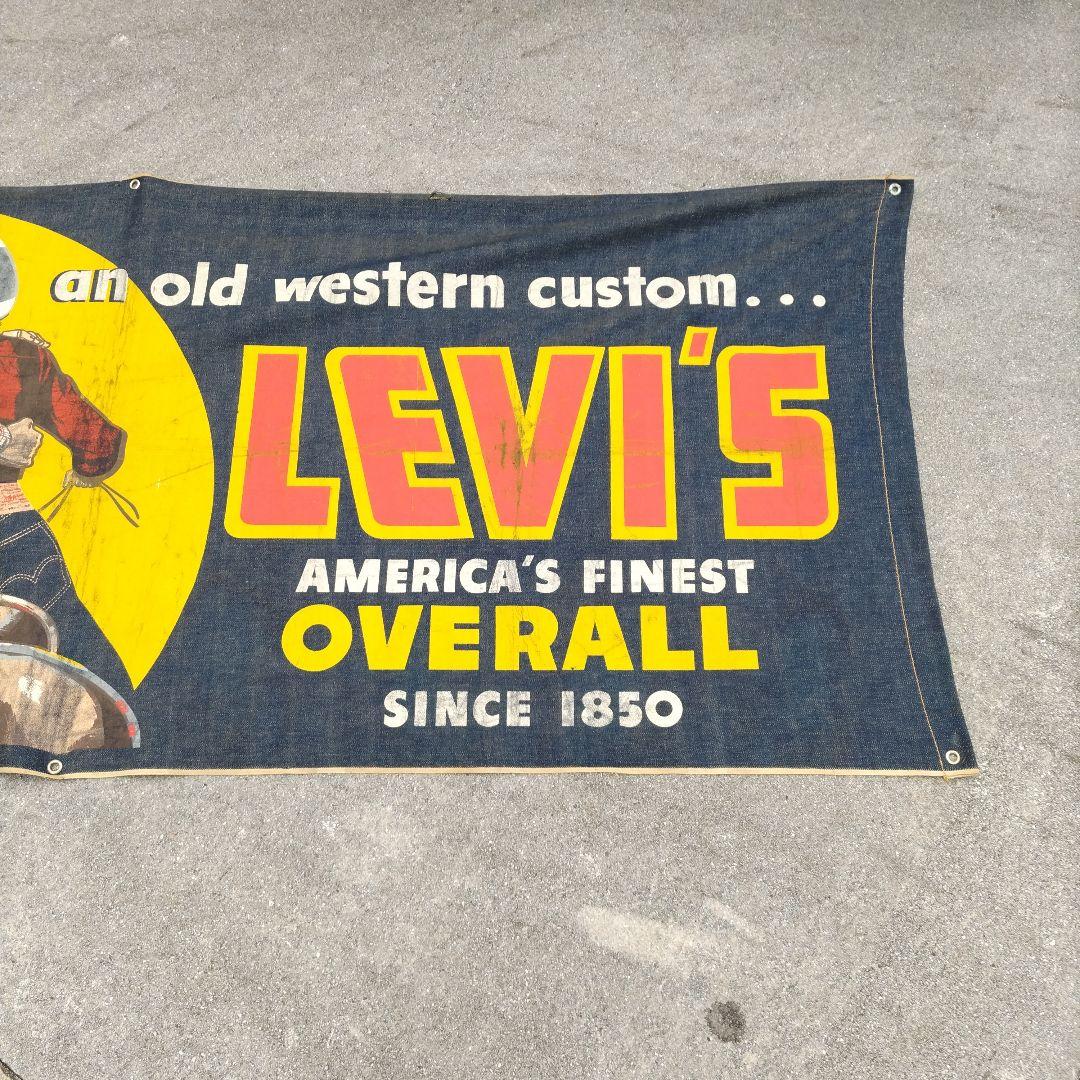 an old western custom...
LEVI'S
AMERICA'S FINEST
OVERALL
SINCE 1850